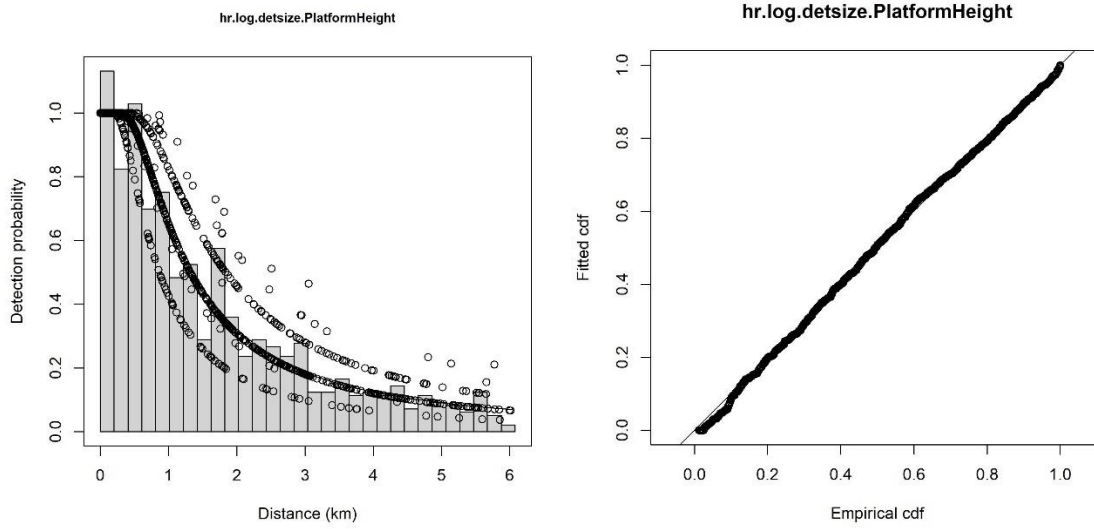 hr.log.detsize.PlatformHeight
Detection probability
1.0
0.8
0.6
0.4
0.2
0.0
0 1 2 3 4 5 6
Distance (km)
hr.log.detsize.PlatformHeight
Fitted cdf
1.0
0.8
0.6
0.4
0.2
0.0
0.0 0.2 0.4 0.6 0.8 1.0
Empirical cdf